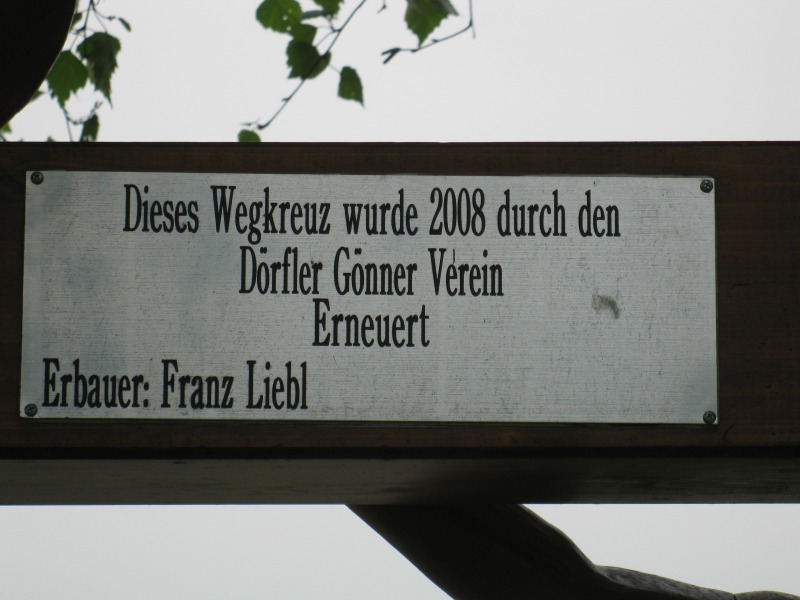 Dieses Wegkreuz wurde 2008 durch den
Dörfler Gönner Verein
Erneuert
Erbauer: Franz Liebl